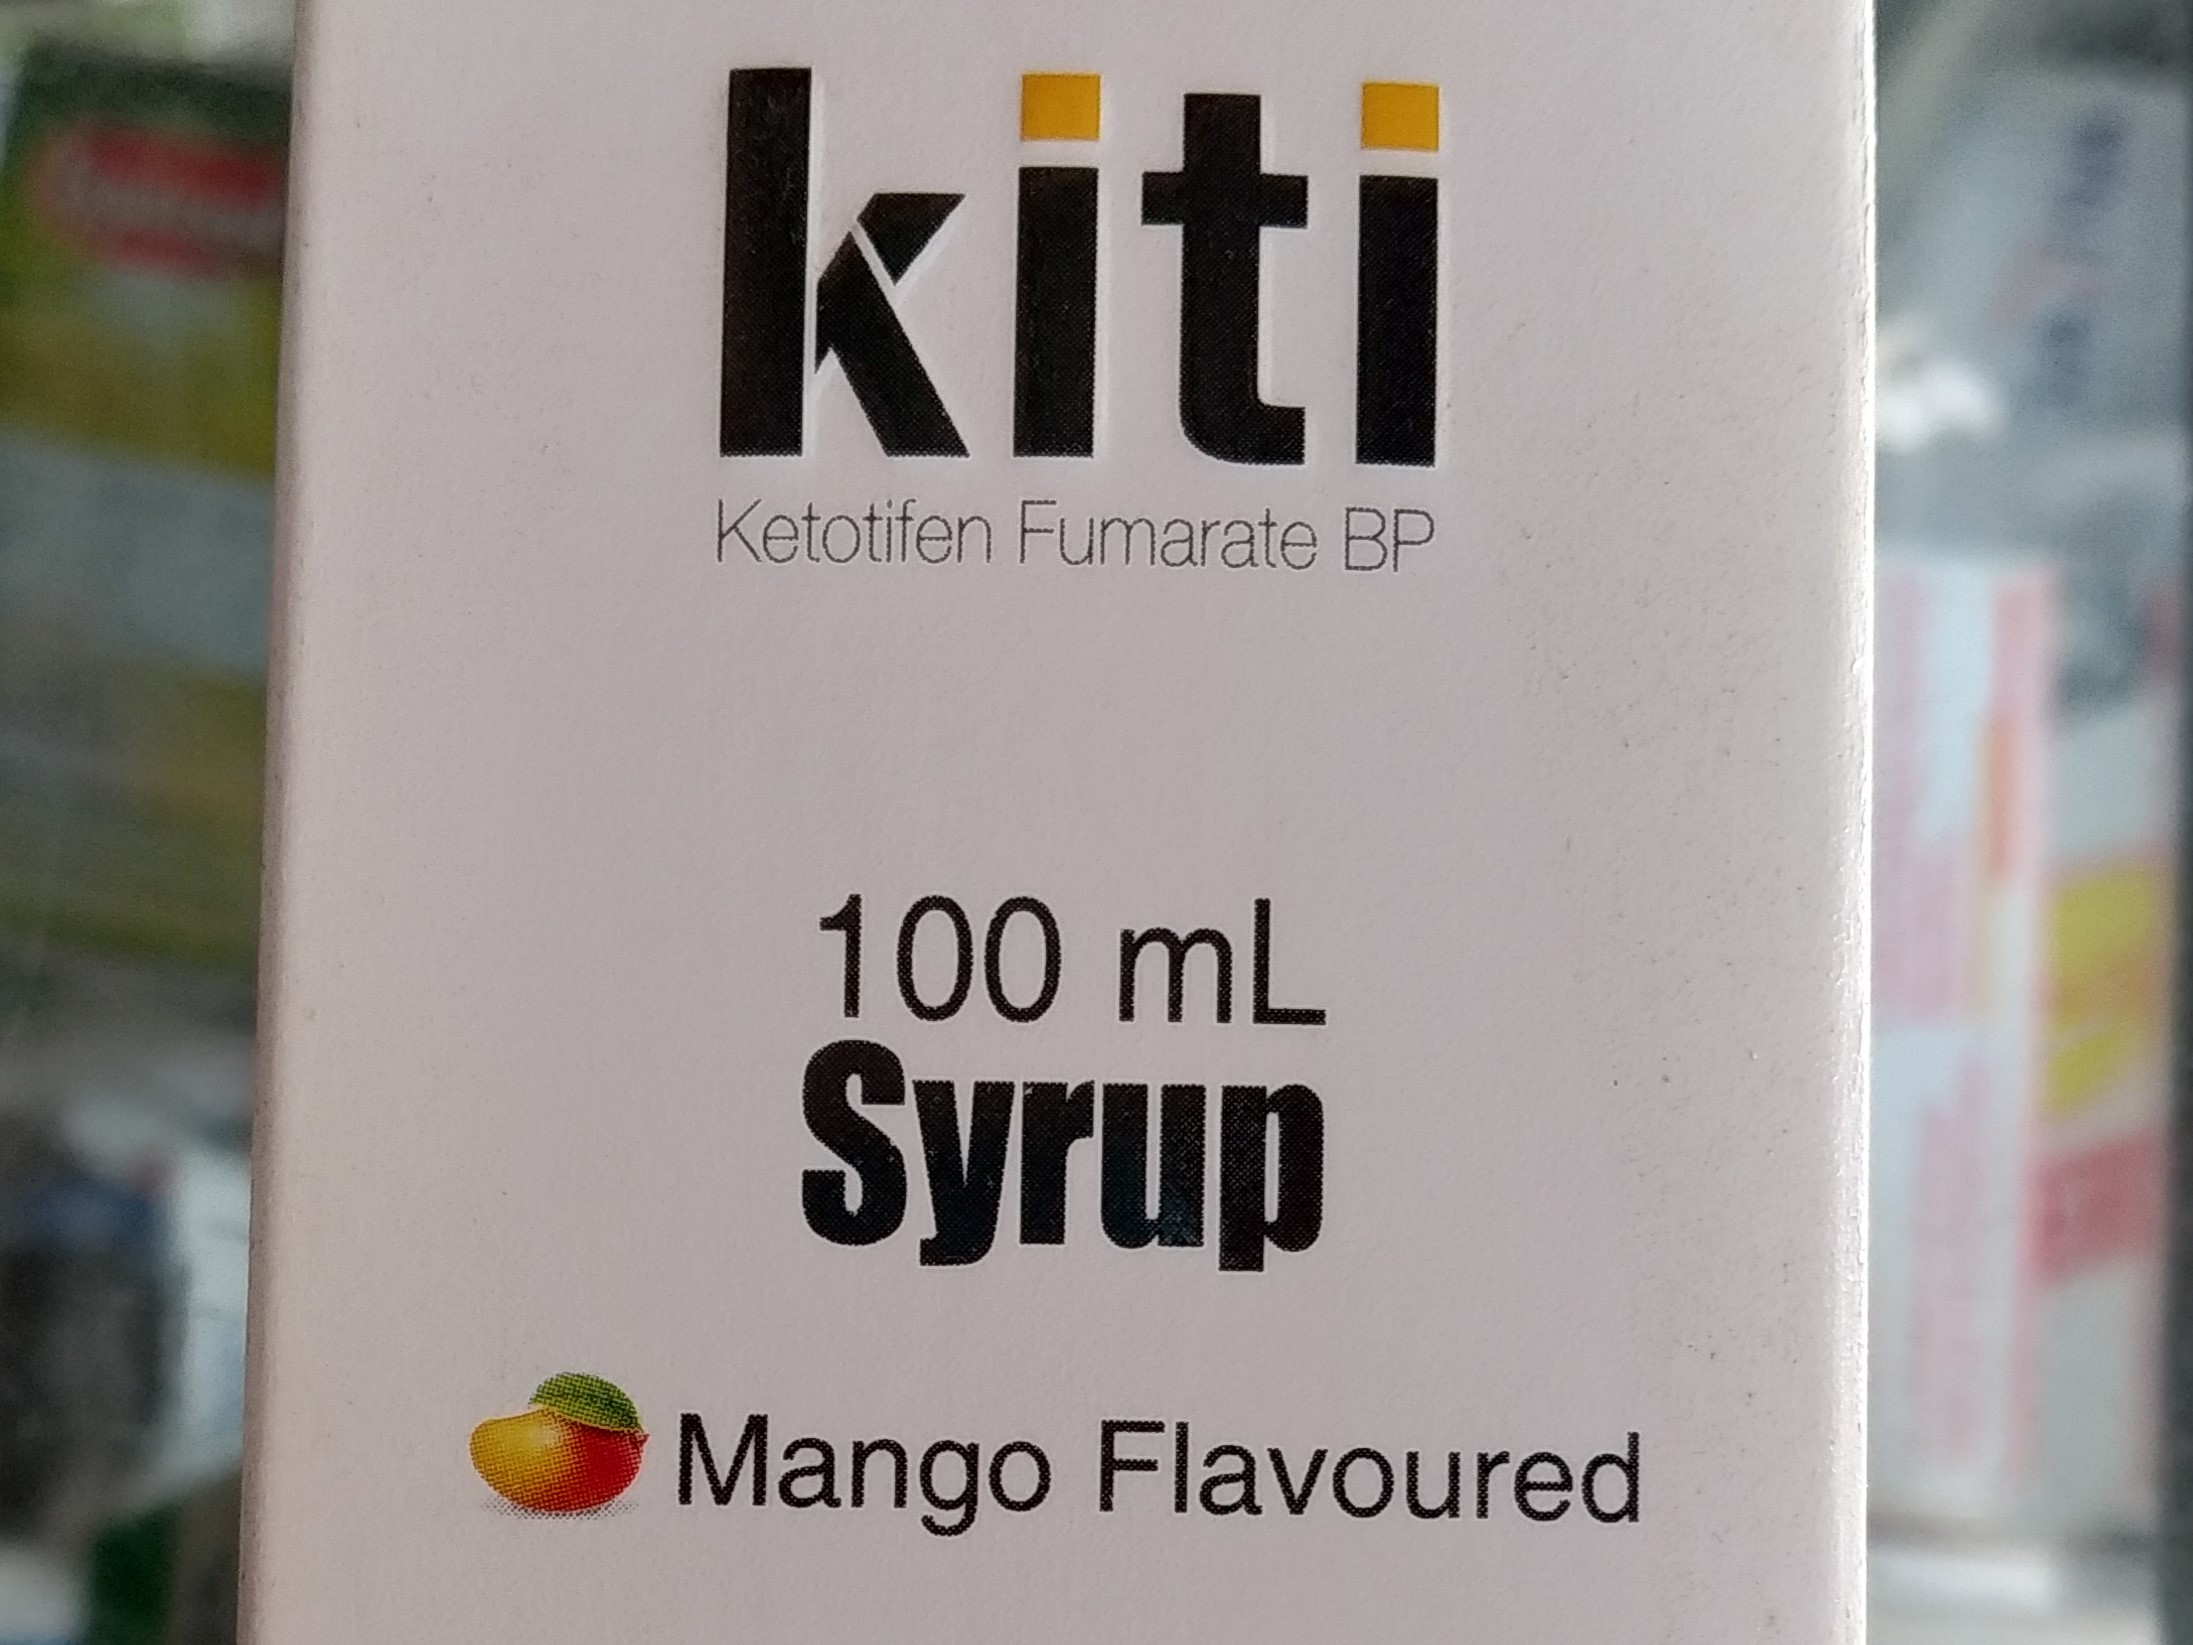 kiti
Ketotifen Fumarate BP
100 mL
Syrup
Mango Flavoured